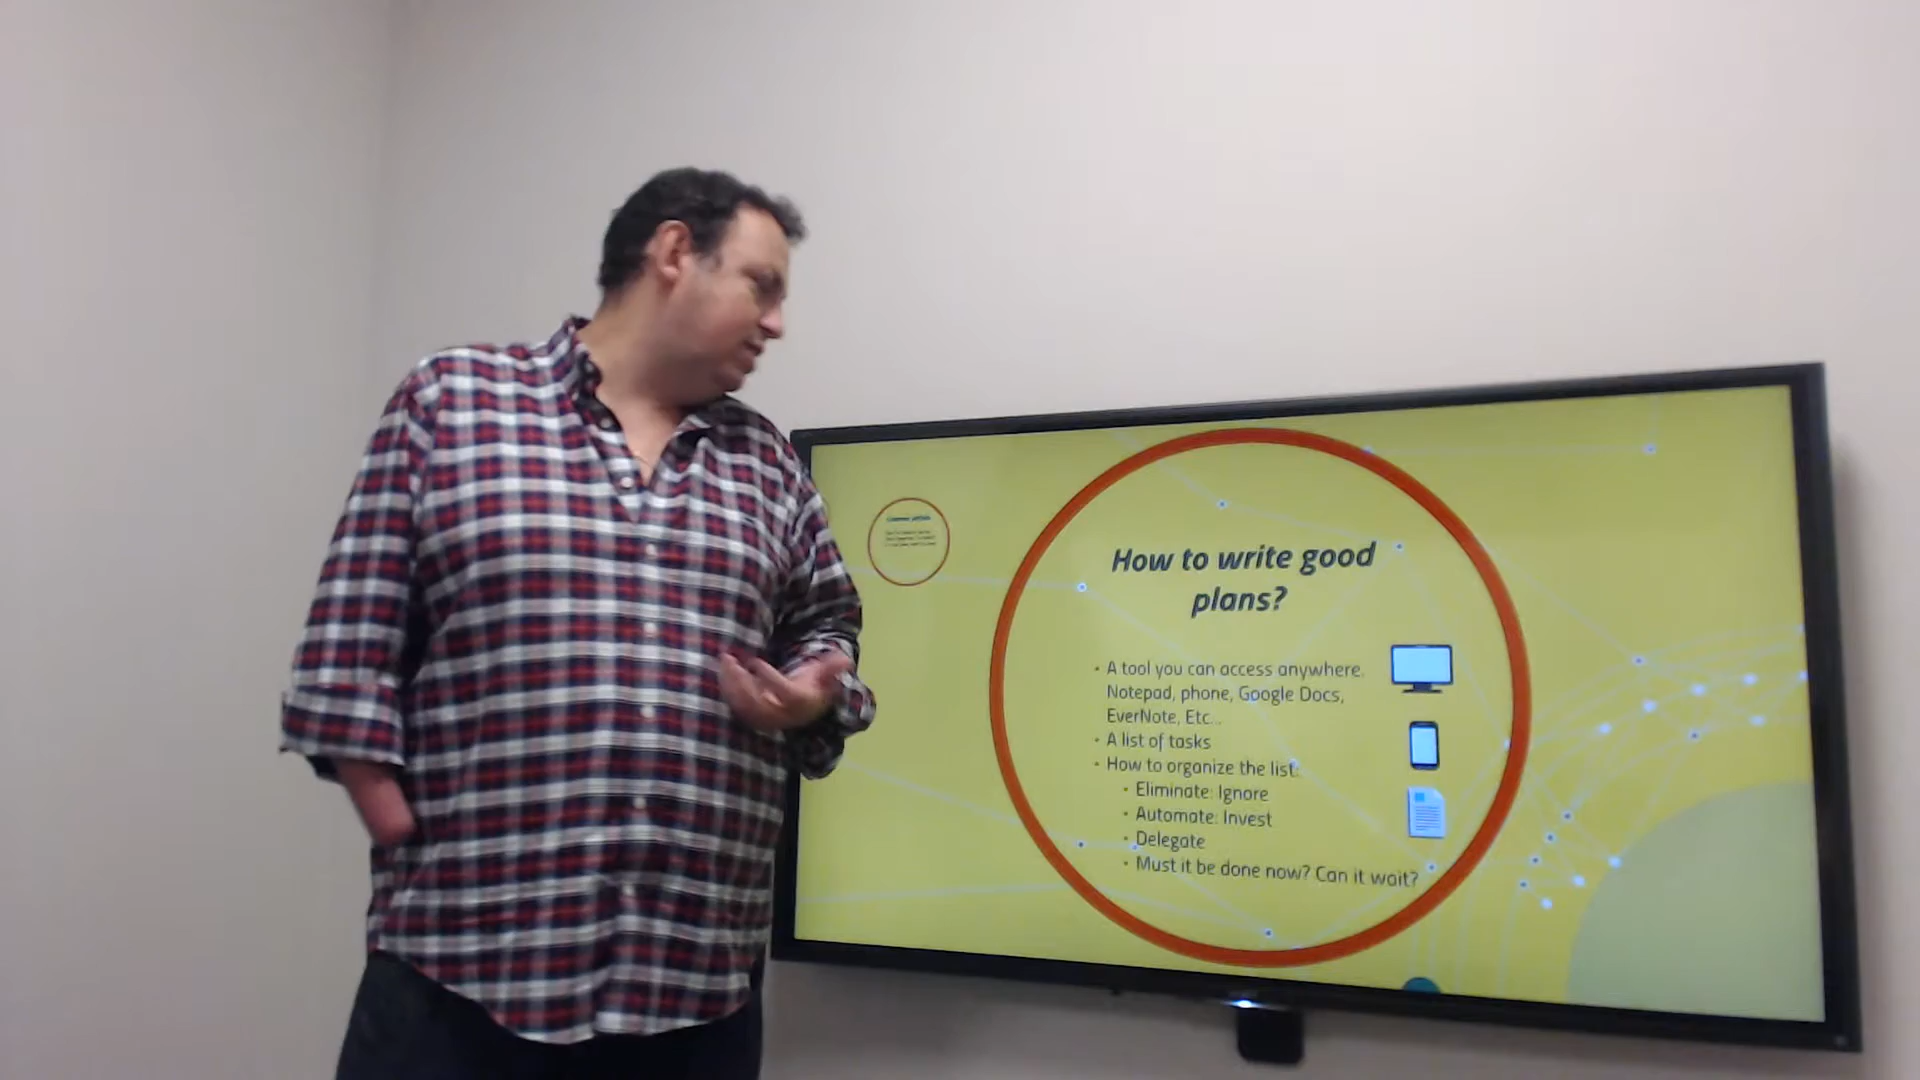 How to write good
plans?
• A tool you can access anywhere.
Notepad, phone, Google Docs,
EverNote, Etc...
• A list of tasks
• How to organize the list:
• Eliminate: Ignore
• Automate: Invest
• Delegate
• Must it be done now? Can it wait?